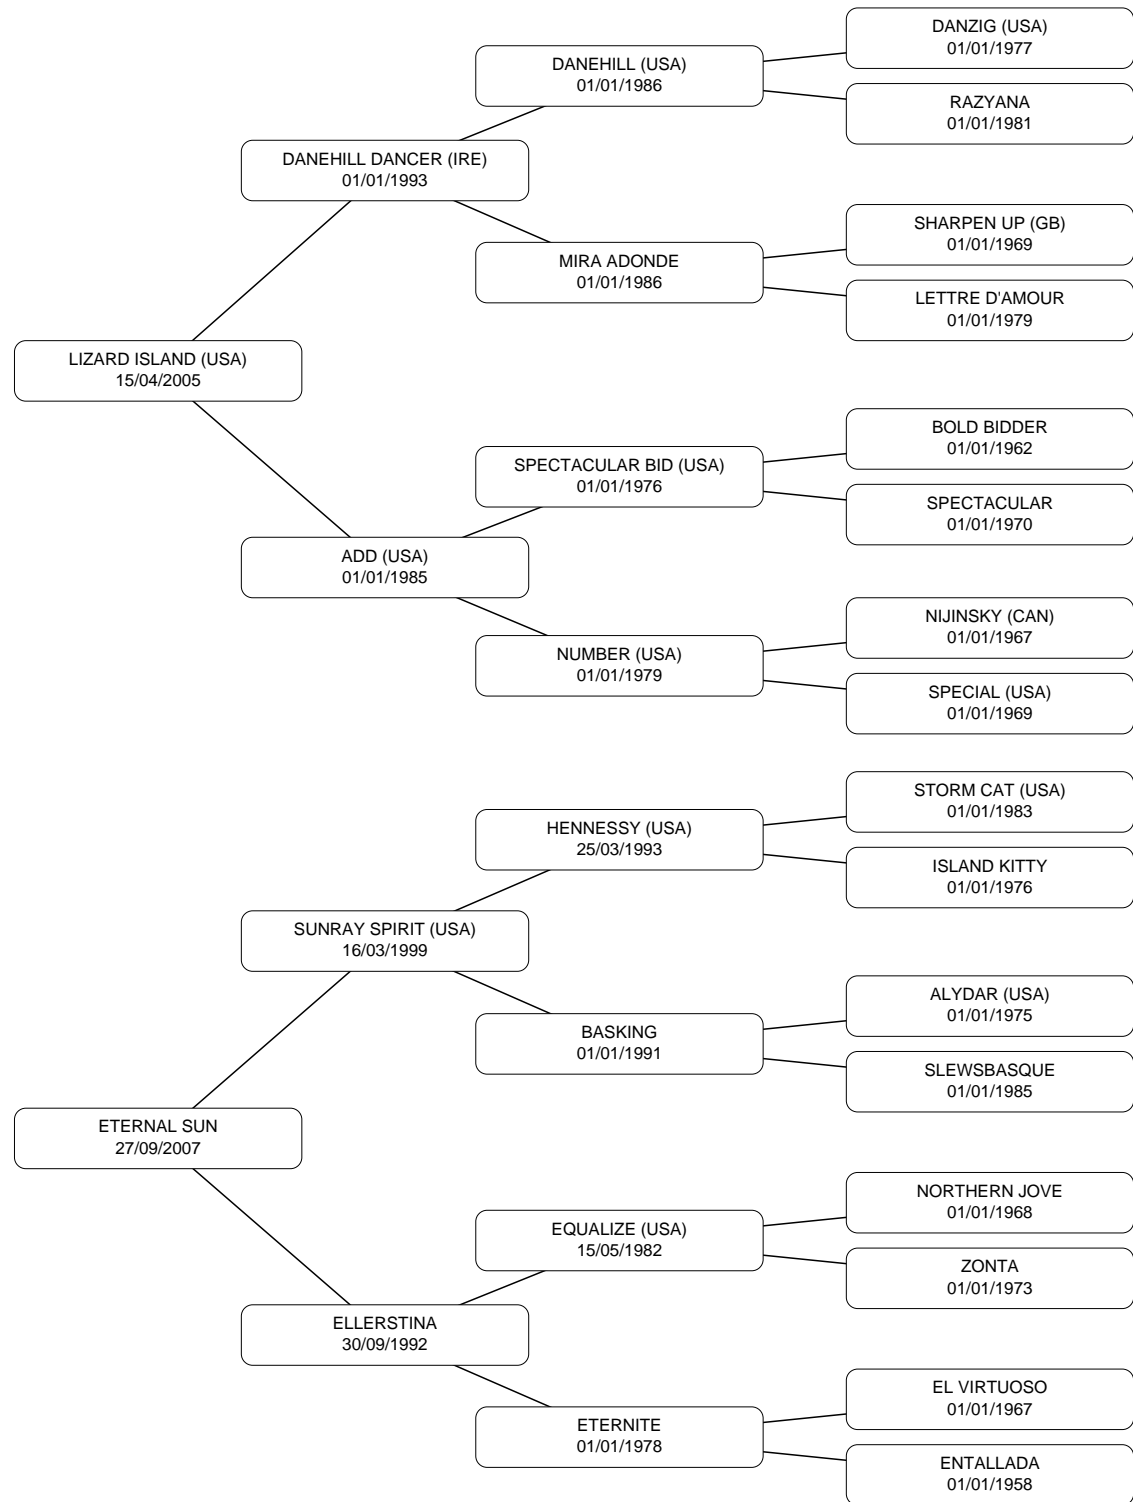 DANZIG (USA)
01/01/1977
DANEHILL (USA)
01/01/1986
RAZYANA
01/01/1981
DANEHILL DANCER (IRE)
01/01/1993
SHARPEN UP (GB)
01/01/1969
MIRA ADONDE
01/01/1986
LETTRE D'AMOUR
01/01/1979
LIZARD ISLAND (USA)
15/04/2005
BOLD BIDDER
01/01/1962
SPECTACULAR BID (USA)
01/01/1976
SPECTACULAR
01/01/1970
ADD (USA)
01/01/1985
NIJINSKY (CAN)
01/01/1967
NUMBER (USA)
01/01/1979
SPECIAL (USA)
01/01/1969
STORM CAT (USA)
01/01/1983
HENNESSY (USA)
25/03/1993
ISLAND KITTY
01/01/1976
SUNRAY SPIRIT (USA)
16/03/1999
ALYDAR (USA)
01/01/1975
BASKING
01/01/1991
SLEWSBASQUE
01/01/1985
ETERNAL SUN
27/09/2007
NORTHERN JOVE
01/01/1968
EQUALIZE (USA)
15/05/1982
ZONTA
01/01/1973
ELLERSTINA
30/09/1992
EL VIRTUOSO
01/01/1967
ETERNITE
01/01/1978
ENTALLADA
01/01/1958